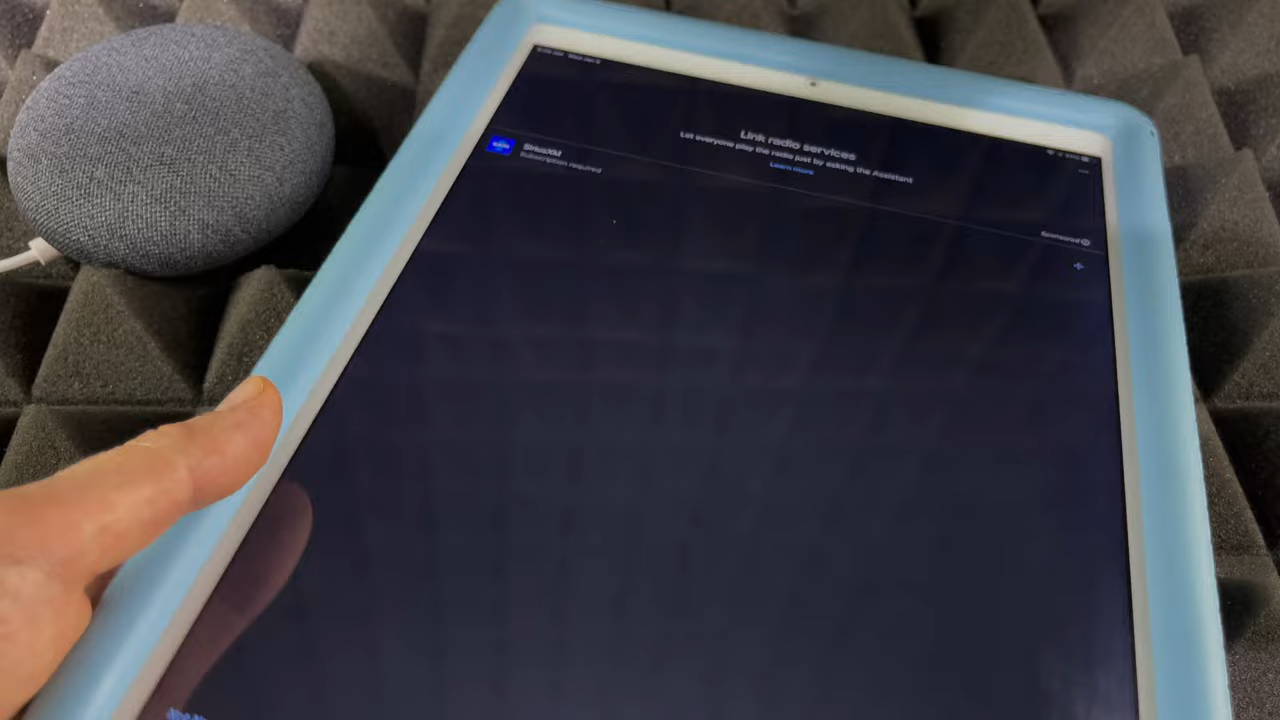 Link radio services
Let everyone play the radio just by asking the Assistant
Learn more
Sponsored
SiriusXM
Subscription required